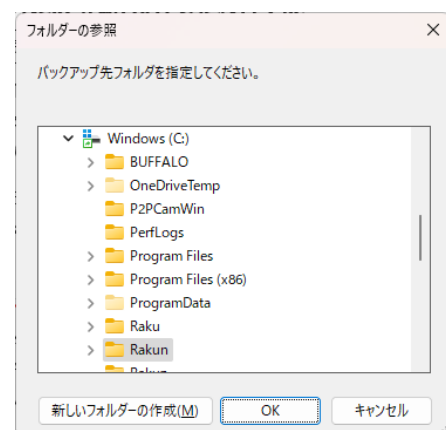 フォルダーの参照
バックアップ先フォルダを指定してください。
Windows (C:)
BUFFALO
OneDriveTemp
P2PCamWin
PerfLogs
Program Files
Program Files (x86)
ProgramData
Raku
Rakun
新しいフォルダーの作成(M)
OK
キャンセル